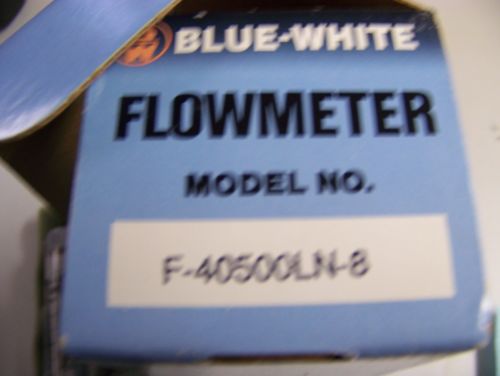 BLUE-WHITE
FLOWMETER
MODEL NO.
F-40500LN-8